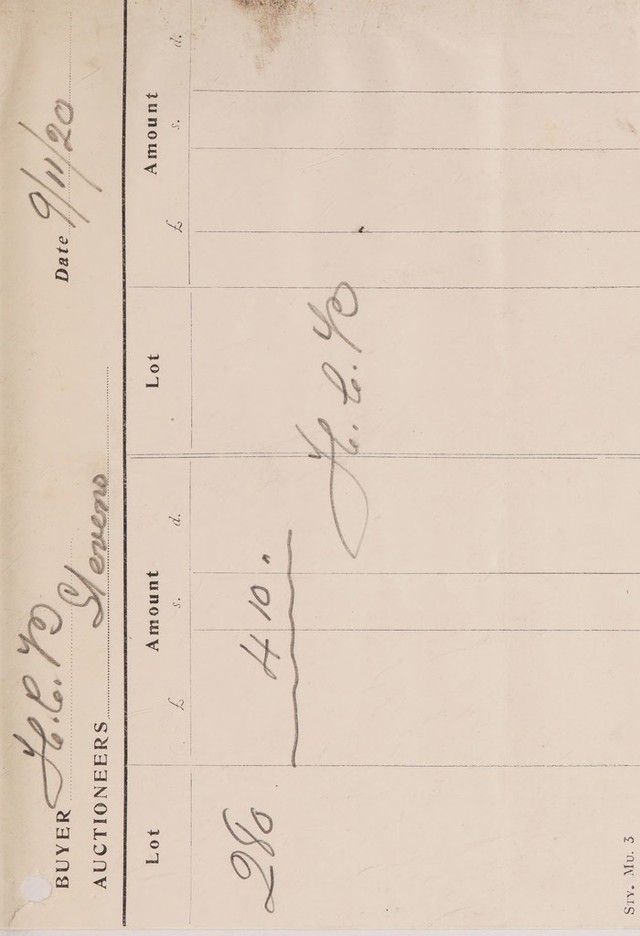 BUYER H.C.B Date 9/11/20
AUCTIONEERS Stevens
Lot Amount Lot Amount
£ s. d. £ s. d.
280 4 10 "
H.C.B
STY. MU. 3